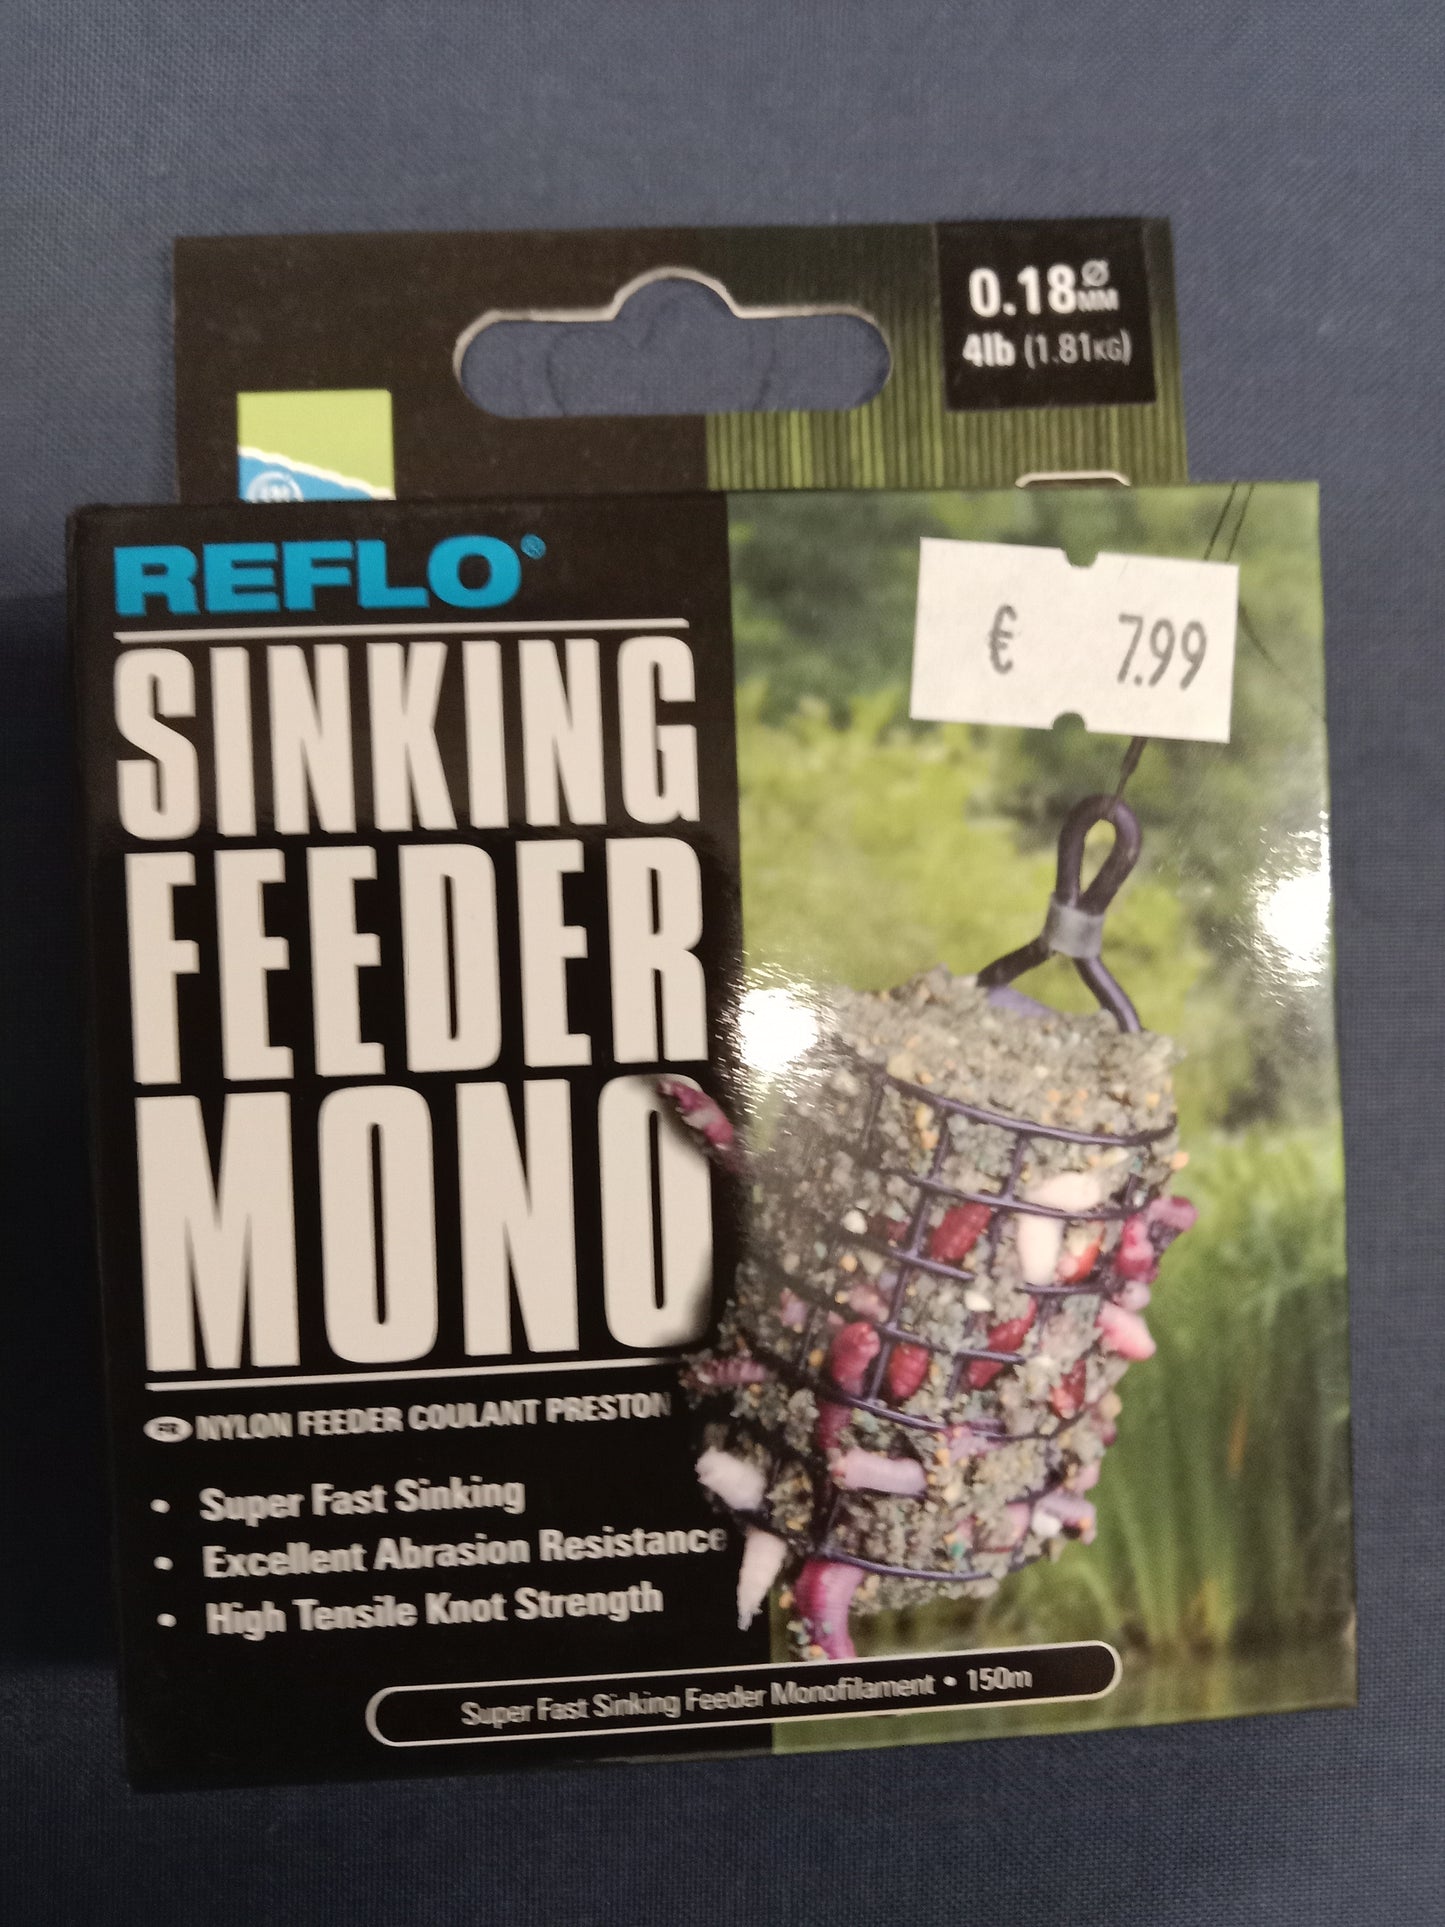 0.18 Ø MM
4lb (1.81KG)
REFLO®
€ 7.99
SINKING
FEEDER
MONO
NYLON FEEDER COULANT PRESTON
• Super Fast Sinking
• Excellent Abrasion Resistance
• High Tensile Knot Strength
Super Fast Sinking Feeder Monofilament • 150m